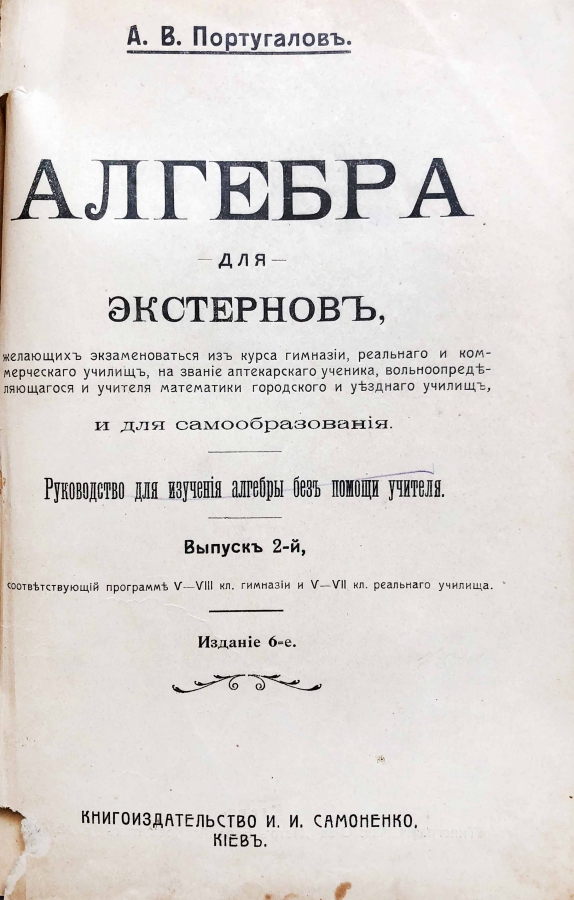 А. В. Португаловъ.
АЛГЕБРА
— ДЛЯ —
ЭКСТЕРНОВЪ,
желающихъ экзаменоваться изъ курса гимназіи, реальнаго и ком-
мерческаго училищъ, на званіе аптекарскаго ученика, вольноопредѣ-
ляющагося и учителя математики городского и уѣзднаго училищъ,
и для самообразованія.
Руководство для изученія алгебры безъ помощи учителя.
Выпускъ 2-й,
соотвѣтствующій программѣ V—VIII кл. гимназіи и V—VII кл. реальнаго училища.
Изданіе 6-е.
КНИГОИЗДАТЕЛЬСТВО И. И. САМОНЕНКО,
КІЕВЪ.